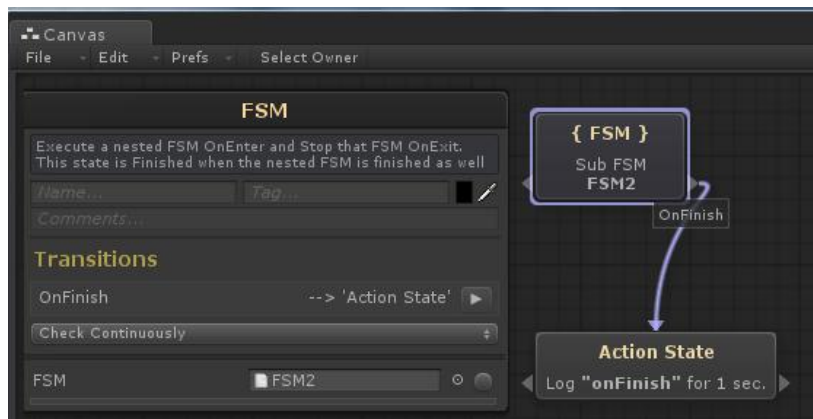 Canvas
File Edit Prefs Select Owner
FSM
Execute a nested FSM OnEnter and Stop that FSM OnExit.
This state is Finished when the nested FSM is finished as well
Name... Tag...
Comments...
Transitions
OnFinish --> 'Action State'
Check Continuously
FSM FSM2
{ FSM }
Sub FSM
FSM2
OnFinish
Action State
Log "onFinish" for 1 sec.